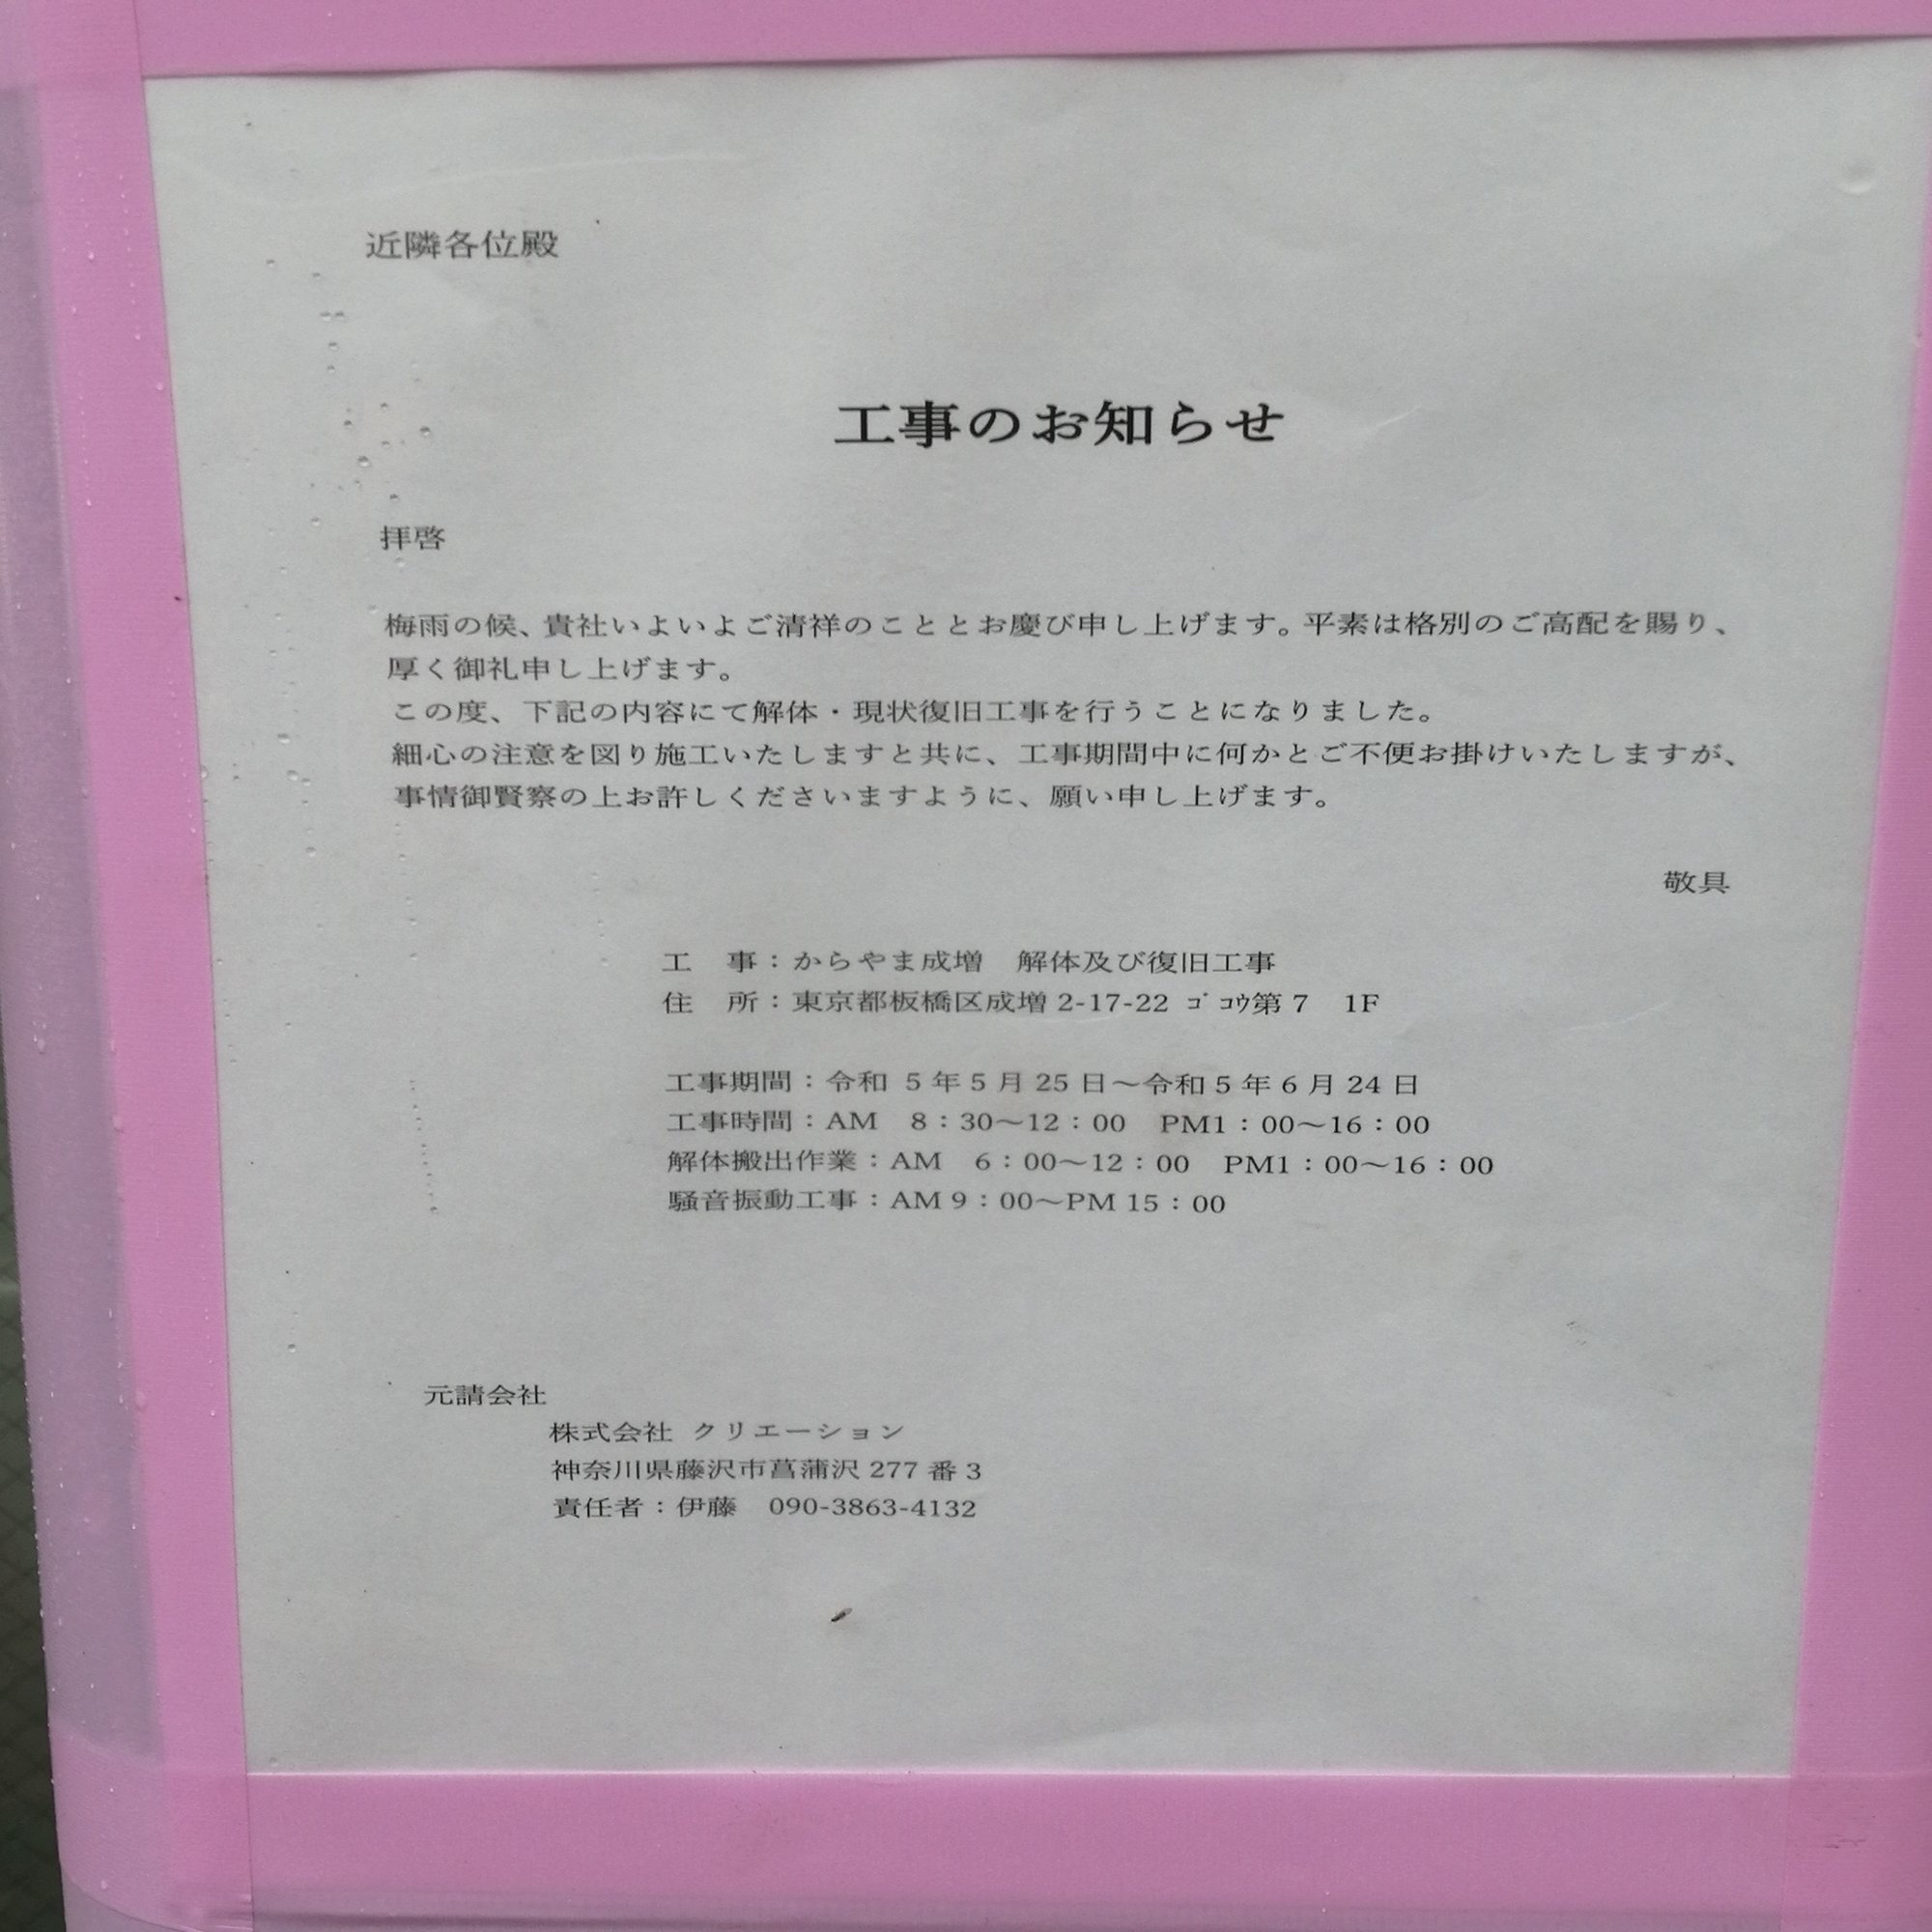 近隣各位殿
工事のお知らせ
拝啓
梅雨の候、貴社いよいよご清祥のこととお慶び申し上げます。平素は格別のご高配を賜り、
厚く御礼申し上げます。
この度、下記の内容にて解体・現状復旧工事を行うことになりました。
細心の注意を図り施工いたしますと共に、工事期間中に何かとご不便お掛けいたしますが、
事情御賢察の上お許しくださいますように、願い申し上げます。
敬具
工　事：からやま成増　解体及び復旧工事
住　所：東京都板橋区成増 2-17-22 ｺﾞｺｳ第 7　1F
工事期間：令和 5 年 5 月 25 日～令和 5 年 6 月 24 日
工事時間：AM　8：30～12：00　PM1：00～16：00
解体搬出作業：AM　6：00～12：00　PM1：00～16：00
騒音振動工事：AM 9：00～PM 15：00
元請会社
株式会社 クリエーション
神奈川県藤沢市菖蒲沢 277 番 3
責任者：伊藤　090-3863-4132